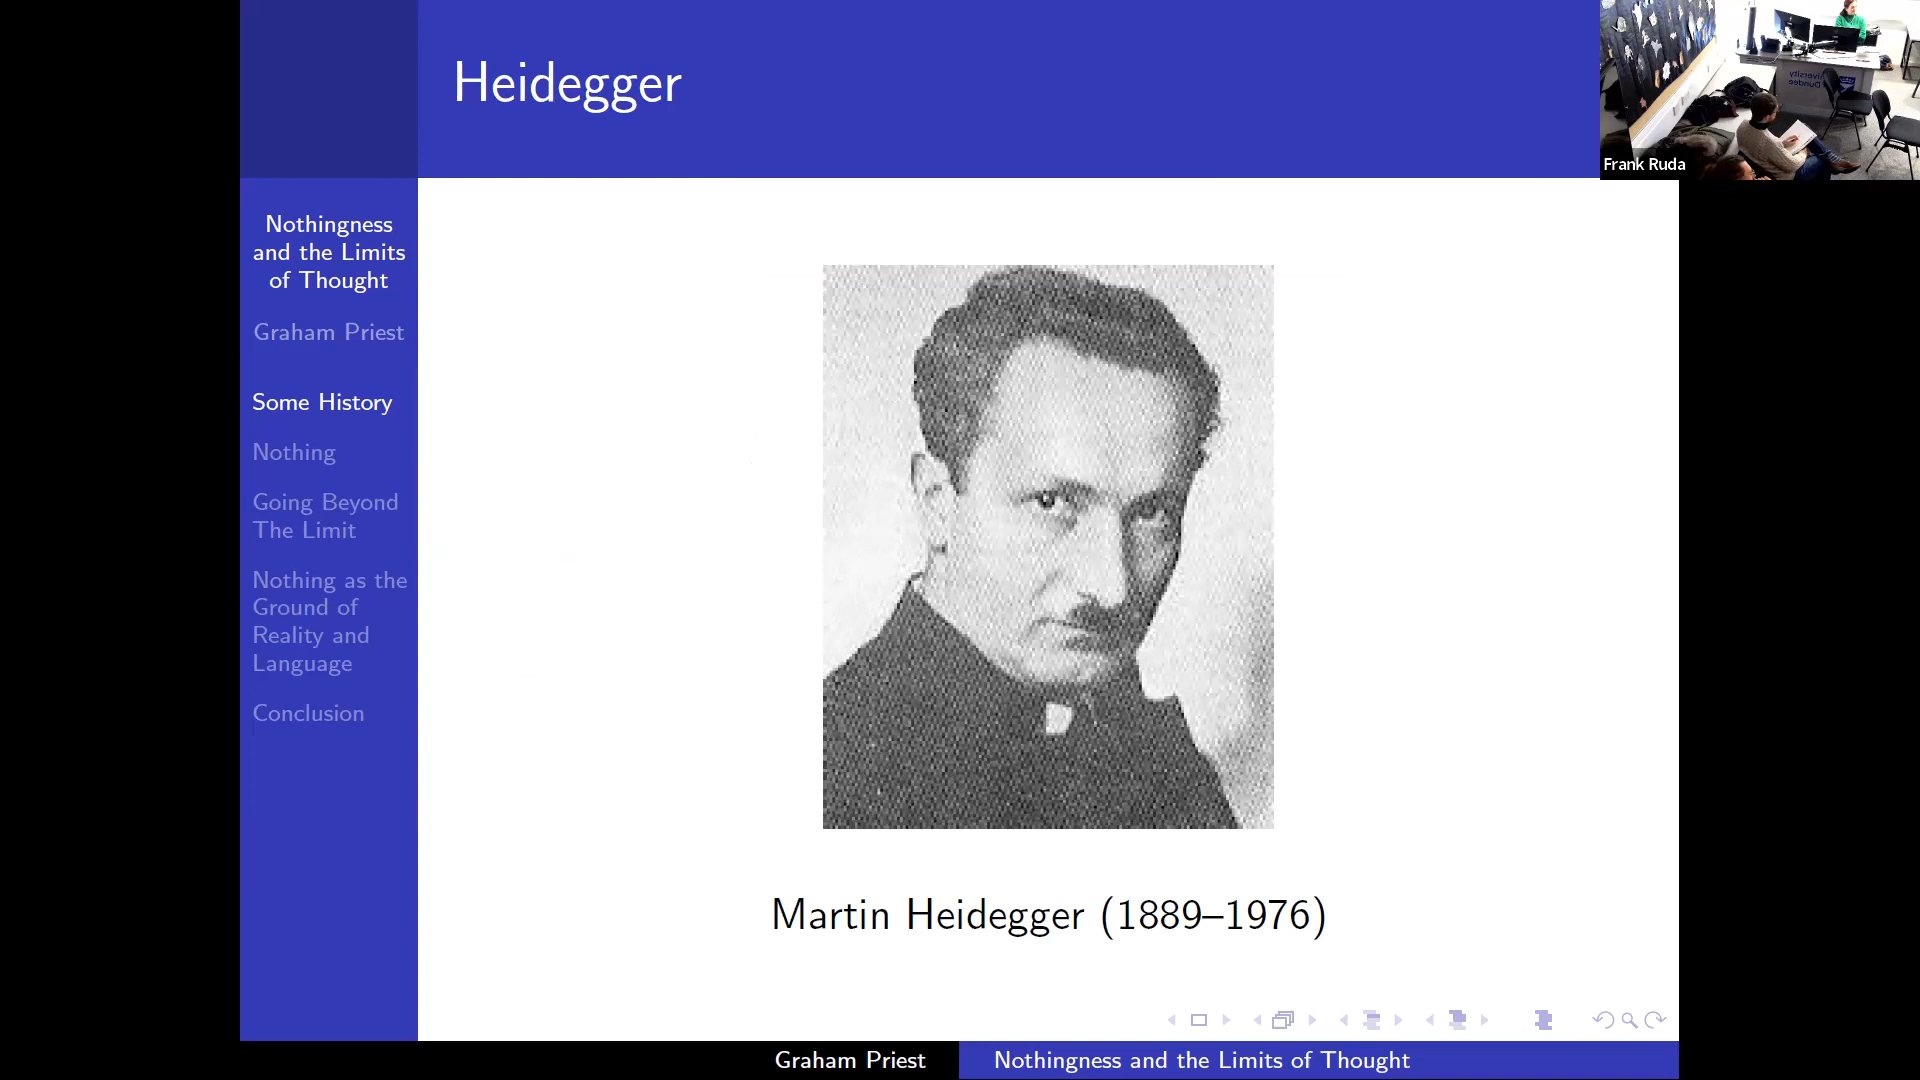 Heidegger
Frank Ruda
Nothingness
and the Limits
of Thought
Graham Priest
Some History
Nothing
Going Beyond
The Limit
Nothing as the
Ground of
Reality and
Language
Conclusion
Martin Heidegger (1889–1976)
Graham Priest
Nothingness and the Limits of Thought